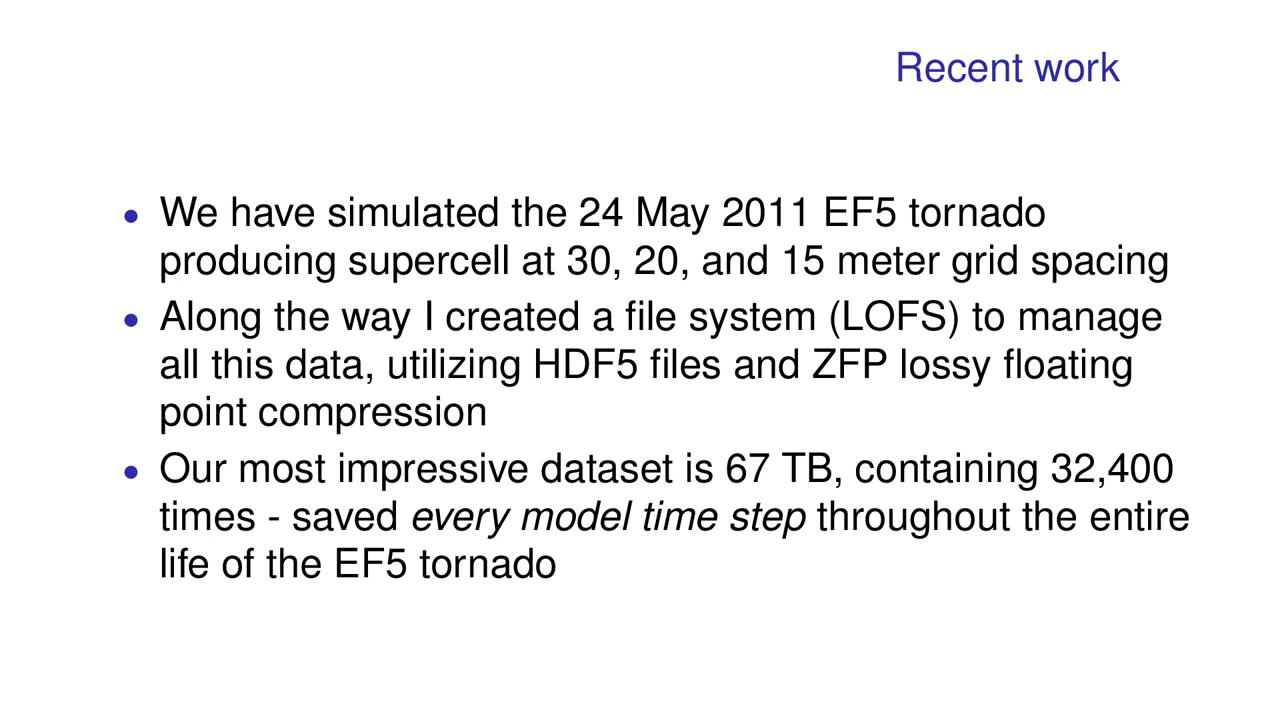 Recent work
• We have simulated the 24 May 2011 EF5 tornado
producing supercell at 30, 20, and 15 meter grid spacing
• Along the way I created a file system (LOFS) to manage
all this data, utilizing HDF5 files and ZFP lossy floating
point compression
• Our most impressive dataset is 67 TB, containing 32,400
times - saved every model time step throughout the entire
life of the EF5 tornado